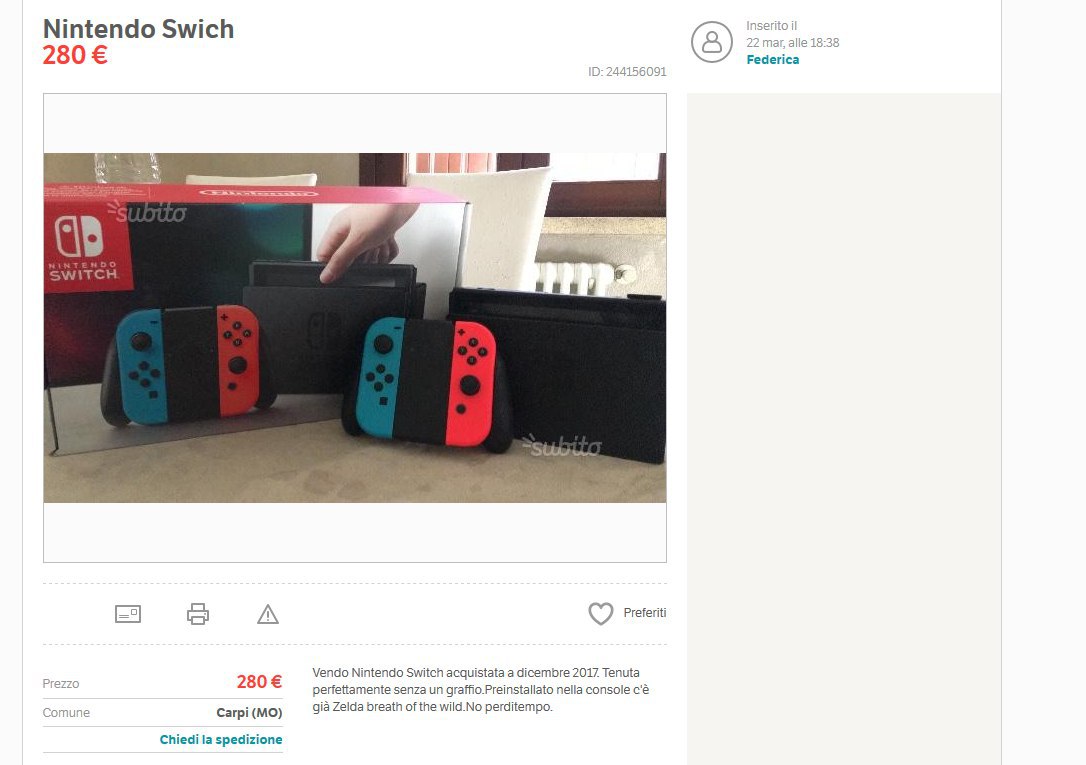 Nintendo Swich
280 €
ID: 244156091
Inserito il
22 mar, alle 18:38
Federica
Nintendo
subito
NINTENDO
SWITCH
subito
Preferiti
Prezzo 280 €
Comune Carpi (MO)
Chiedi la spedizione
Vendo Nintendo Switch acquistata a dicembre 2017. Tenuta
perfettamente senza un graffio.Preinstallato nella console c'è
già Zelda breath of the wild.No perditempo.